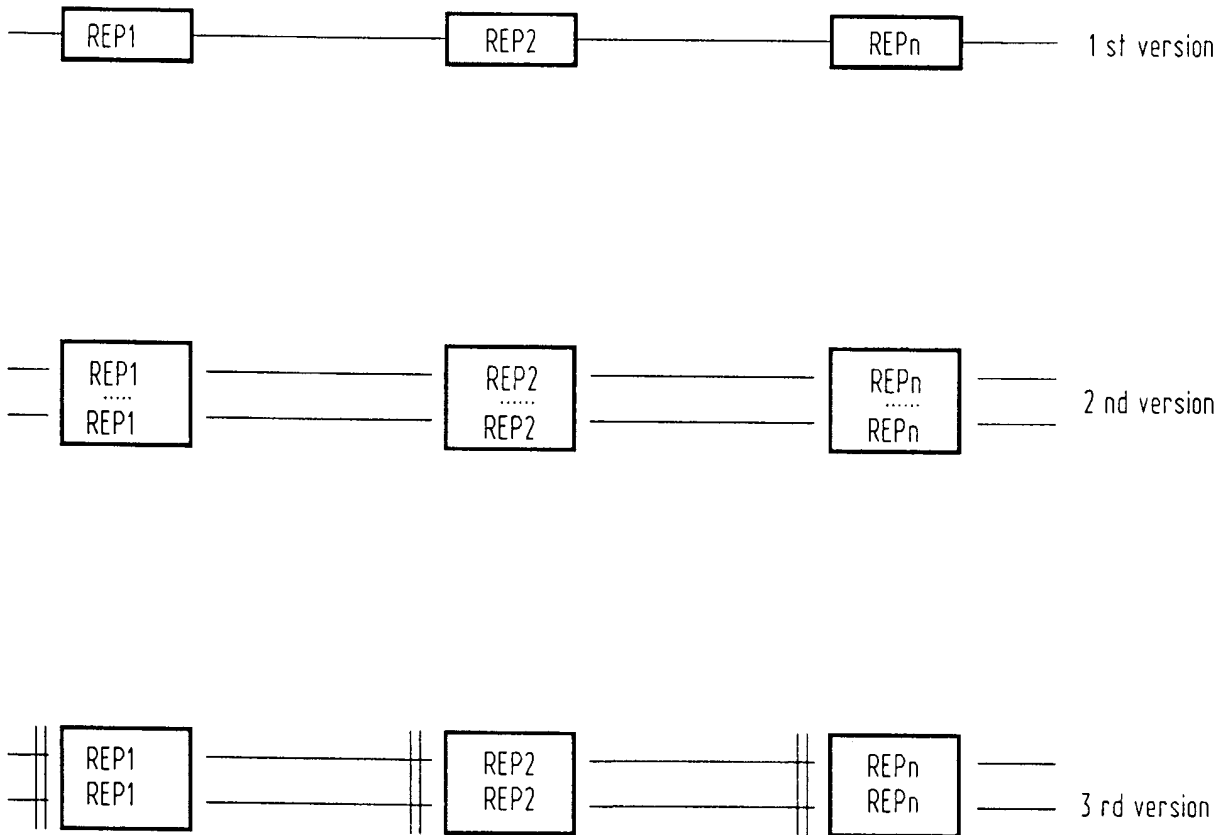 REP1 REP2 REPn 1 st version
REP1 REP2 REPn
..... ...... ......
REP1 REP2 REPn
2 nd version
REP1 REP2 REPn
REP1 REP2 REPn
3 rd version